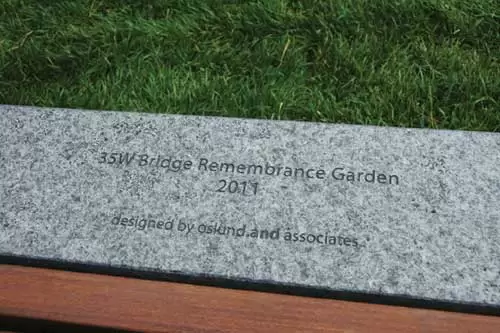 35W Bridge Remembrance Garden
2011
designed by oslund.and.associates